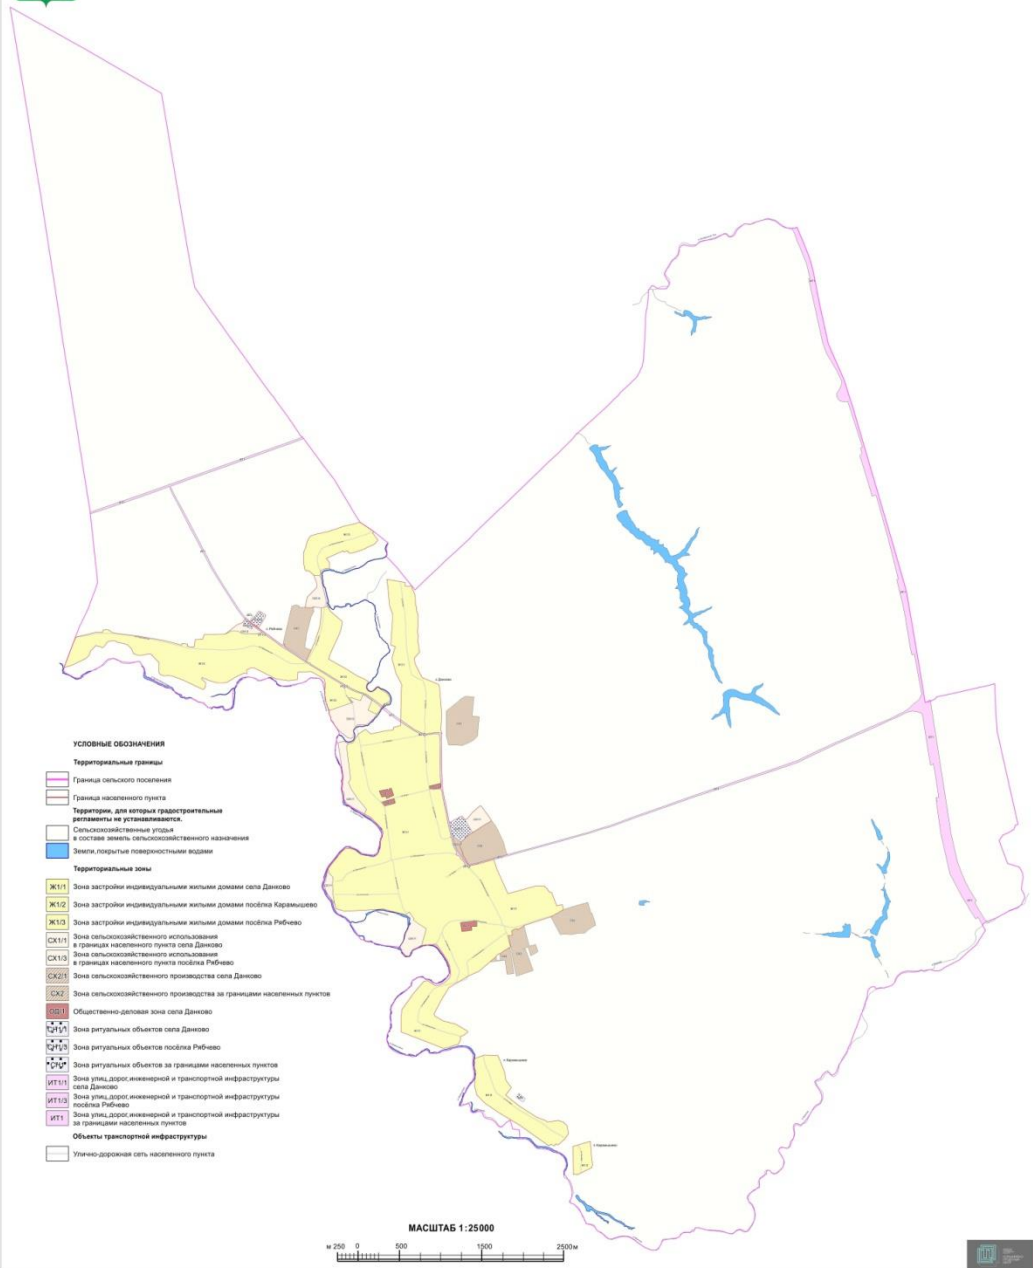 с.Данково
п.Карамышево
п.Карамышево
УСЛОВНЫЕ ОБОЗНАЧЕНИЯ
Территориальные границы
Граница сельского поселения
Граница населенного пункта
Территории, для которых градостроительные
регламенты не устанавливаются.
Сельскохозяйственные угодья
в составе земель сельскохозяйственного назначения
Земли,покрытые поверхностными водами
Территориальные зоны
Ж1/1 Зона застройки индивидуальными жилыми домами села Данково
Ж1/2 Зона застройки индивидуальными жилыми домами посёлка Карамышево
Ж1/3 Зона застройки индивидуальными жилыми домами посёлка Рябчево
СХ1/1 Зона сельскохозяйственного использования
в границах населенного пункта села Данково
СХ1/3 Зона сельскохозяйственного использования
в границах населенного пункта посёлка Рябчево
СХ2/1 Зона сельскохозяйственного производства села Данково
СХ2 Зона сельскохозяйственного производства за границами населенных пунктов
ОД/1 Общественно-деловая зона села Данково
СН1/1 Зона ритуальных объектов села Данково
СН1/3 Зона ритуальных объектов посёлка Рябчево
Зона ритуальных объектов за границами населенных пунктов
ИТ1/1 Зона улиц,дорог,инженерной и транспортной инфраструктуры
села Данково
ИТ1/3 Зона улиц,дорог,инженерной и транспортной инфраструктуры
посёлка Рябчево
ИТ1 Зона улиц,дорог,инженерной и транспортной инфраструктуры
за границами населенных пунктов
Объекты транспортной инфраструктуры
Улично-дорожная сеть населенного пункта
МАСШТАБ 1:25000
м 250 0 500 1500 2500м